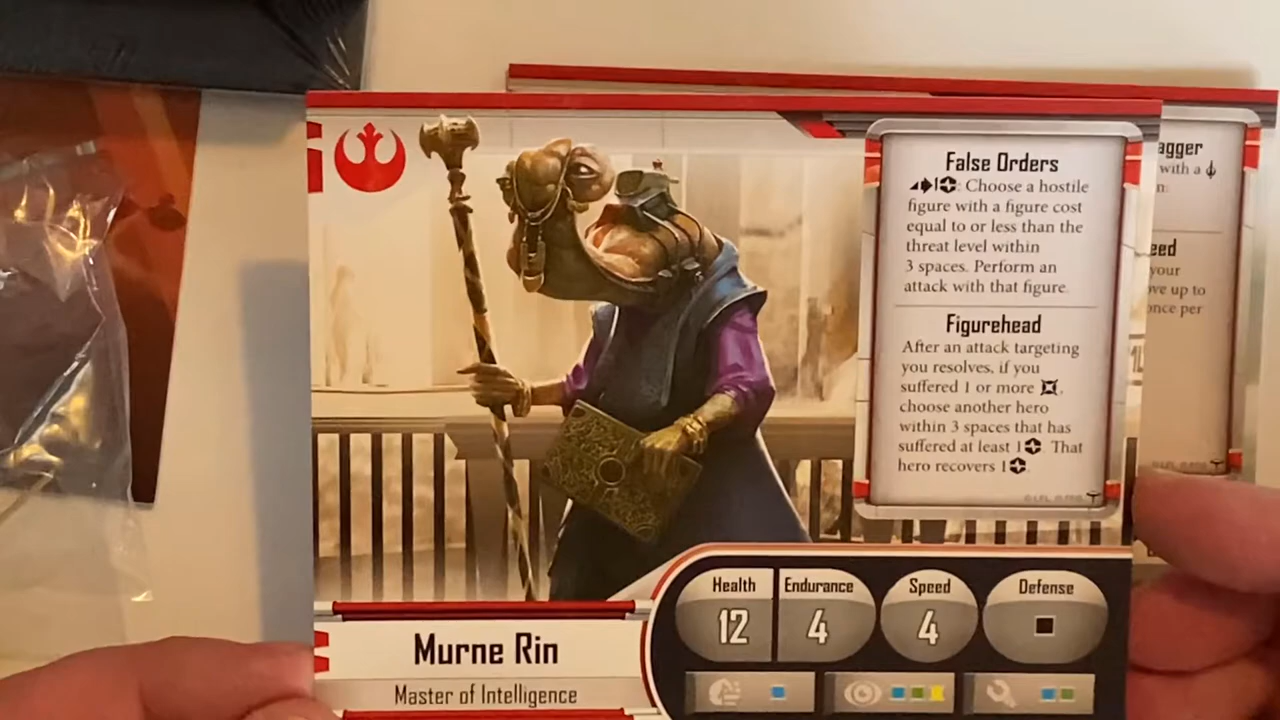 False Orders
: Choose a hostile
figure with a figure cost
equal to or less than the
threat level within
3 spaces. Perform an
attack with that figure.
Figurehead
After an attack targeting
you resolves, if you
suffered 1 or more ,
choose another hero
within 3 spaces that has
suffered at least 1 . That
hero recovers 1
agger
with a
n:
eed
your
ve up to
once per
Health
Endurance
Speed
Defense
12
4
4
Murne Rin
Master of Intelligence